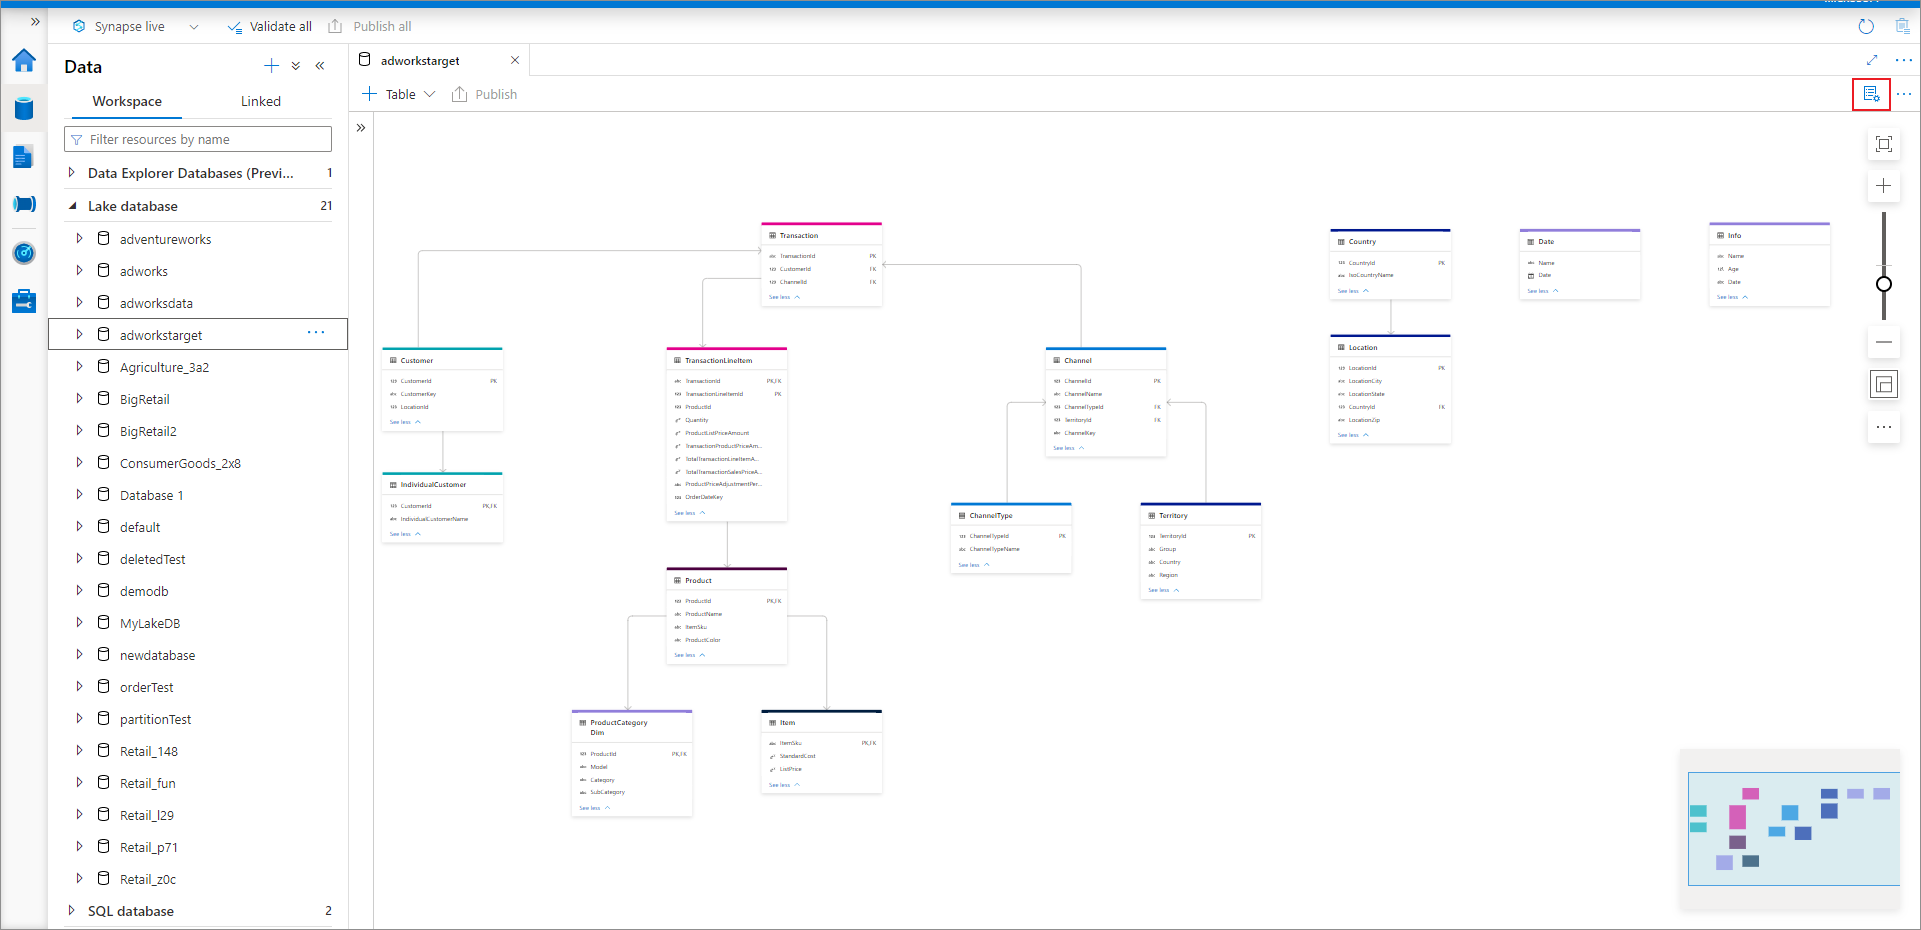 Synapse live
Validate all
Publish all
Data
Workspace
Linked
Filter resources by name
Data Explorer Databases (Previ... 1
Lake database 21
adventureworks
adworks
adworksdata
adworkstarget
Agriculture_3a2
BigRetail
BigRetail2
ConsumerGoods_2x8
Database 1
default
deletedTest
demodb
MyLakeDB
newdatabase
orderTest
partitionTest
Retail_148
Retail_fun
Retail_l29
Retail_p71
Retail_z0c
SQL database 2
adworkstarget
Table
Publish
Transaction
TransactionId PK
CustomerId FK
ChannelId FK
See less
Customer
CustomerId PK
CustomerKey
LocationId
See less
IndividualCustomer
CustomerId PK,FK
IndividualCustomerName
See less
TransactionLineItem
TransactionId PK,FK
TransactionLineItemId PK
ProductId
Quantity
ProductListPriceAmount
TransactionProductPriceAm...
TotalTransactionLineItemA...
TotalTransactionSalesPriceA...
ProductPriceAdjustmentPer...
OrderDateKey
See less
Product
ProductId PK,FK
ProductName
ItemSku
ProductColor
See less
ProductCategory
Dim
ProductId PK,FK
Model
Category
SubCategory
See less
Item
ItemSku PK,FK
StandardCost
ListPrice
See less
Channel
ChannelId PK
ChannelName
ChannelTypeId FK
TerritoryId FK
ChannelKey
See less
ChannelType
ChannelTypeId PK
ChannelTypeName
See less
Territory
TerritoryId PK
Group
Country
Region
See less
Country
CountryId PK
IsoCountryName
See less
Location
LocationId PK
LocationCity
LocationState
CountryId FK
LocationZip
See less
Date
Name
Date
See less
Info
Name
Age
Date
See less